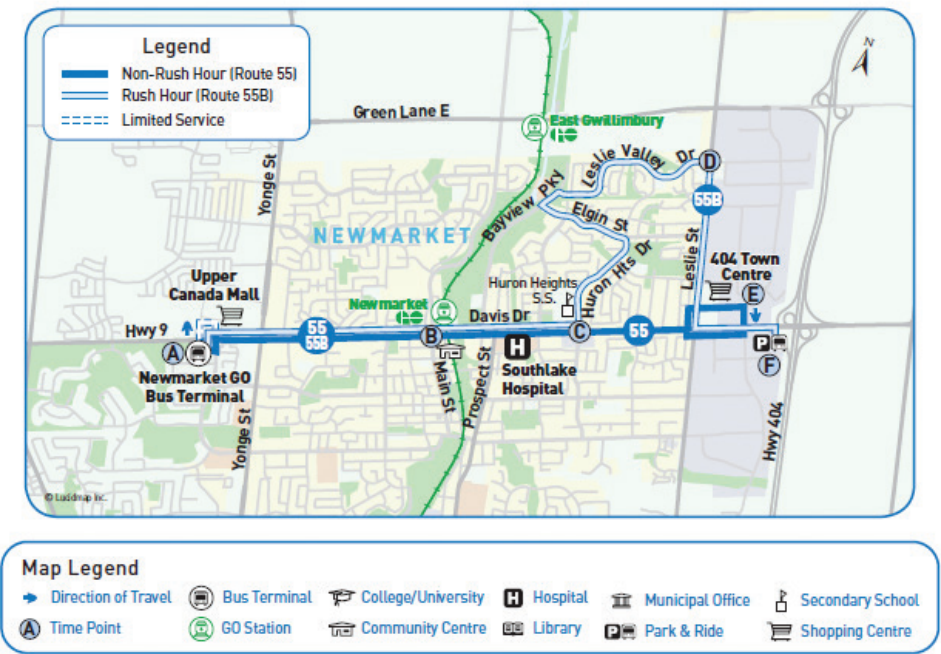 Legend
Non-Rush Hour (Route 55)
Rush Hour (Route 55B)
Limited Service
Green Lane E
East Gwillimbury
GO
Yonge St
Leslie Valley Dr
D
55B
Bayview Pky
Elgin St
NEWMARKET
Leslie St
404 Town
Centre
E
Upper
Canada Mall
Huron Heights
S.S.
Huron Hts Dr
Newmarket
GO
Hwy 9
Davis Dr
55
55B
B
C
55
A
P
F
Newmarket GO
Bus Terminal
H
Southlake
Hospital
Main St
Prospect St
Yonge St
Hwy 404
N
© Lucidmap Inc.
Map Legend
Direction of Travel
Bus Terminal
College/University
H Hospital
Municipal Office
Secondary School
A Time Point
GO Station
Community Centre
Library
P Park & Ride
Shopping Centre